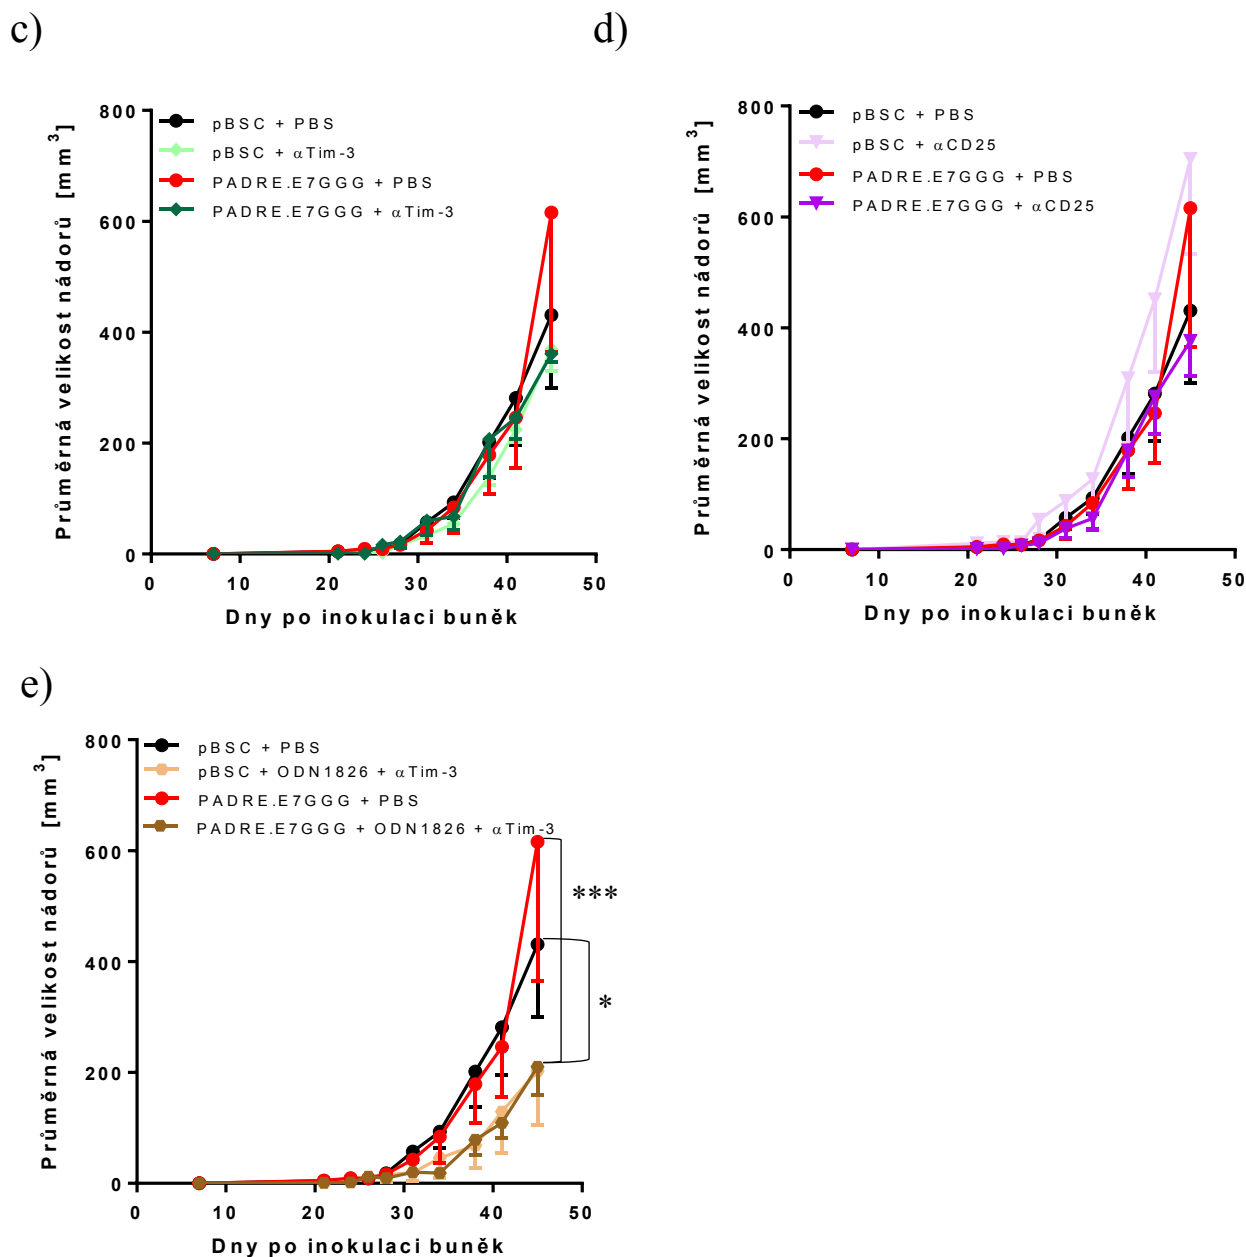 c)
Průměrná velikost nádorů [mm³]
800
600
400
200
0
pBSC + PBS
pBSC + αTim-3
PADRE.E7GGG + PBS
PADRE.E7GGG + αTim-3
0 10 20 30 40 50
Dny po inokulaci buněk
d)
Průměrná velikost nádorů [mm³]
800
600
400
200
0
pBSC + PBS
pBSC + αCD25
PADRE.E7GGG + PBS
PADRE.E7GGG + αCD25
0 10 20 30 40 50
Dny po inokulaci buněk
e)
Průměrná velikost nádorů [mm³]
800
600
400
200
0
pBSC + PBS
pBSC + ODN1826 + αTim-3
PADRE.E7GGG + PBS
PADRE.E7GGG + ODN1826 + αTim-3
***
*
0 10 20 30 40 50
Dny po inokulaci buněk